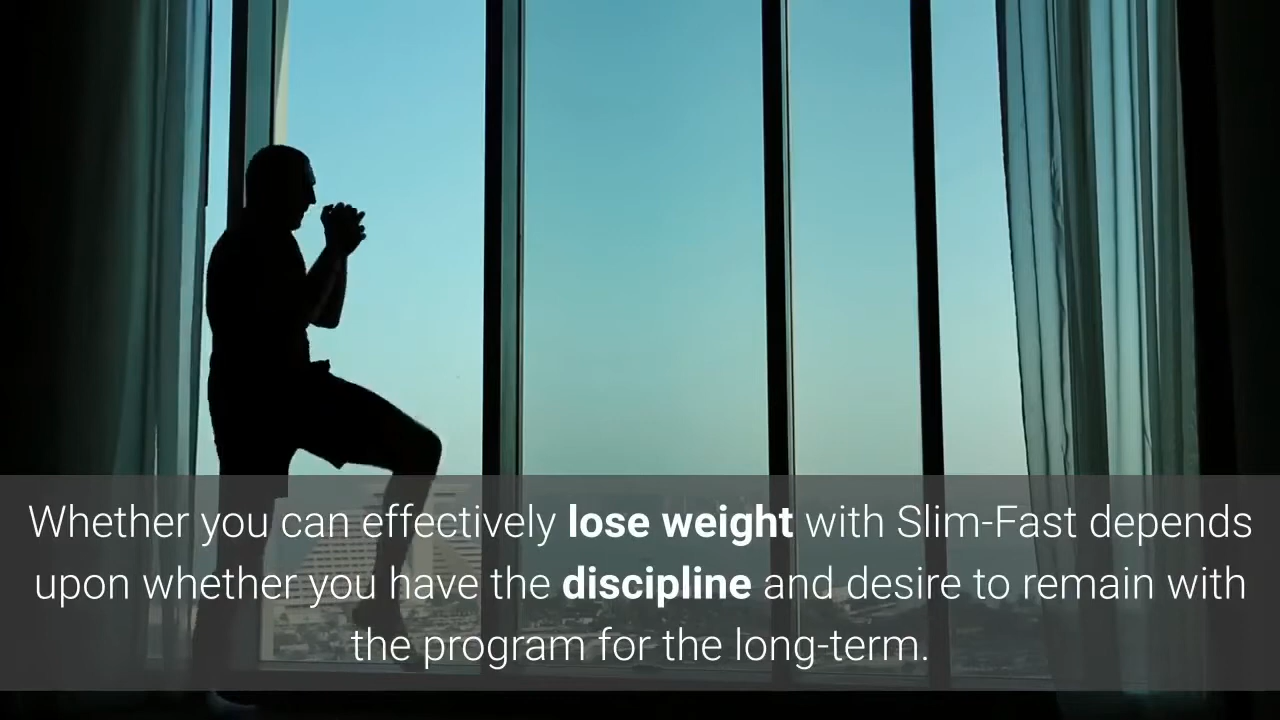 Whether you can effectively lose weight with Slim-Fast depends
upon whether you have the discipline and desire to remain with
the program for the long-term.